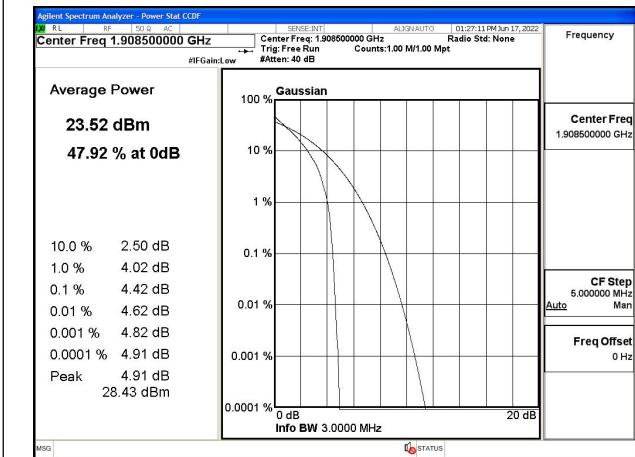 Agilent Spectrum Analyzer - Power Stat CCDF
LXI RL RF 50 Ω AC SENSE:INT ALIGNAUTO 01:27:11 PM Jun 17, 2022
Center Freq 1.908500000 GHz
Center Freq: 1.908500000 GHz Radio Std: None
Trig: Free Run Counts:1.00 M/1.00 Mpt
#IFGain:Low #Atten: 40 dB
Frequency
Average Power
23.52 dBm
47.92 % at 0dB
10.0 % 2.50 dB
1.0 % 4.02 dB
0.1 % 4.42 dB
0.01 % 4.62 dB
0.001 % 4.82 dB
0.0001 % 4.91 dB
Peak 4.91 dB
28.43 dBm
Gaussian
100 %
10 %
1 %
0.1 %
0.01 %
0.001 %
0.0001 %
0 dB 20 dB
Info BW 3.0000 MHz
Center Freq
1.908500000 GHz
CF Step
5.000000 MHz
Auto Man
Freq Offset
0 Hz
MSG STATUS